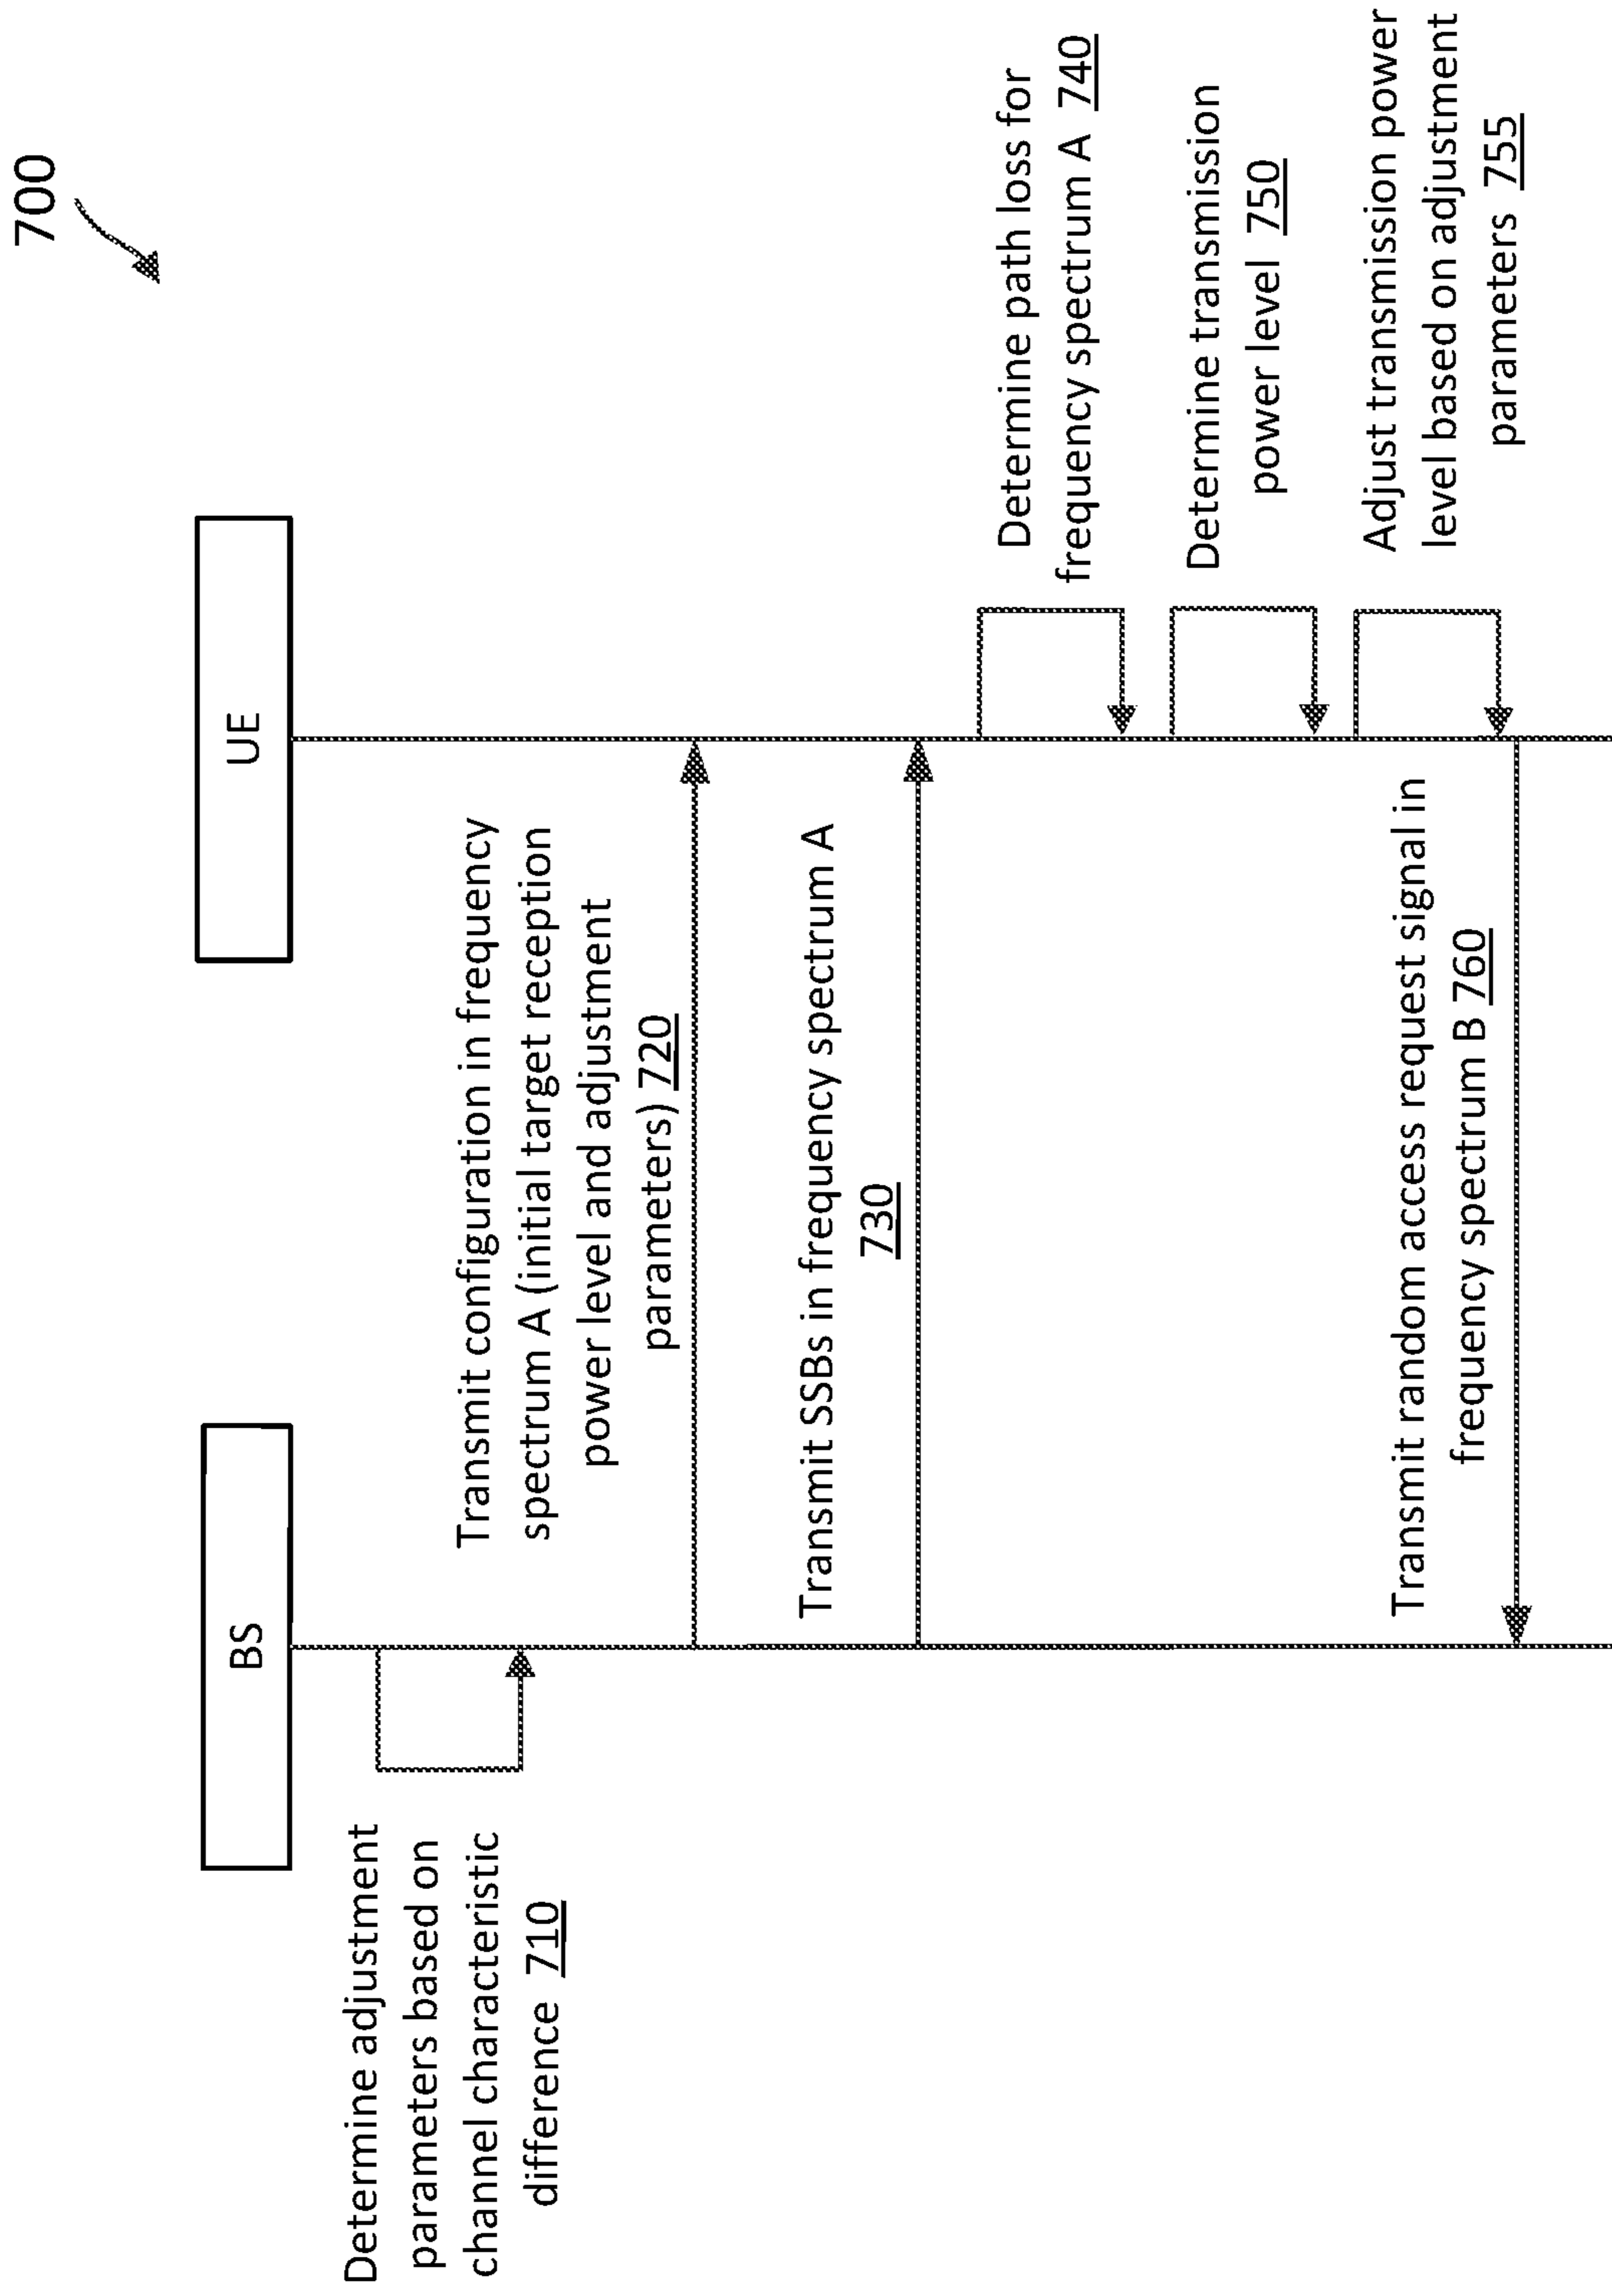 700
BS
UE
Determine adjustment
parameters based on
channel characteristic
difference 710
Transmit configuration in frequency
spectrum A (initial target reception
power level and adjustment
parameters) 720
Transmit SSBs in frequency spectrum A
730
Determine path loss for
frequency spectrum A 740
Determine transmission
power level 750
Adjust transmission power
level based on adjustment
parameters 755
Transmit random access request signal in
frequency spectrum B 760